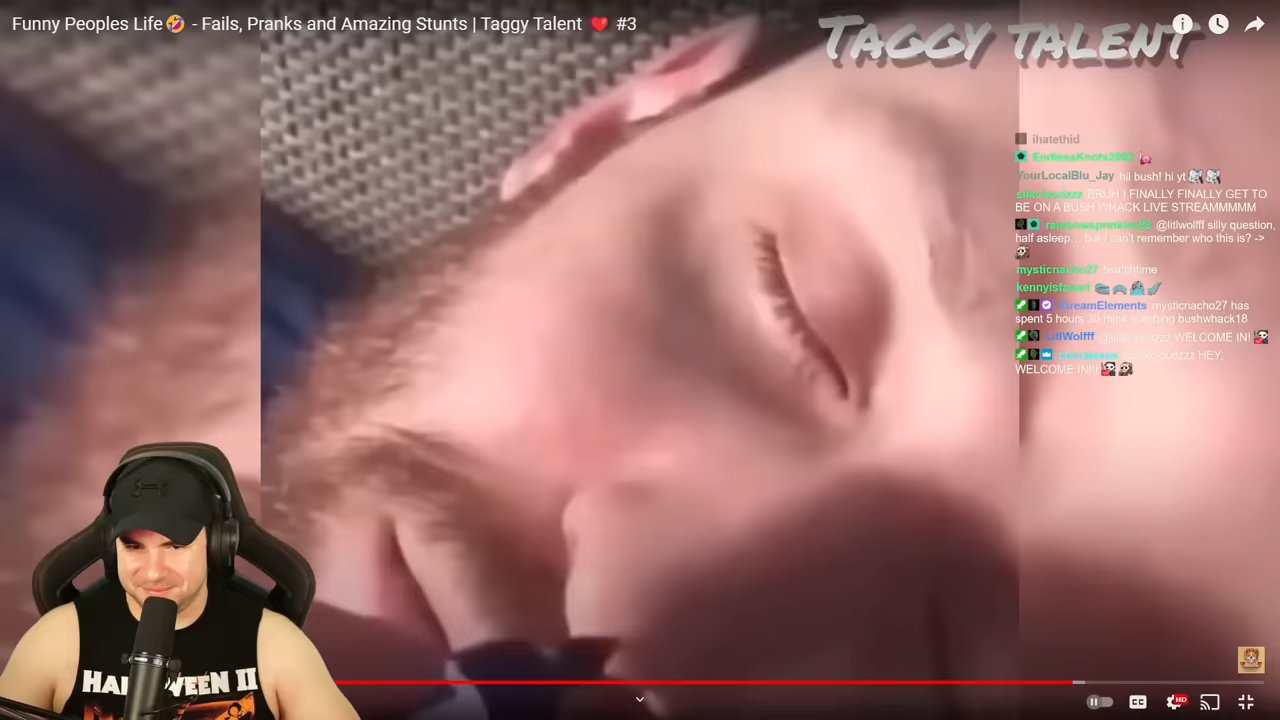 Funny Peoples Life🤣 - Fails, Pranks and Amazing Stunts | Taggy Talent ❤️ #3
TAGGY TALENT
ihatethid
EndlessKnots2003
YourLocalBlu_Jay hii bush! hi yt
BRUH I FINALLY FINALLY GET TO
BE ON A BUSH WHACK LIVE STREAMMMMM
@litlwolfff silly question,
half asleep... but I can't remember who this is? ->
mysticnacho27 !watchtime
kennyisfanart
StreamElements mysticnacho27 has
spent 5 hours 30 mins watching bushwhack18
LitlWolfff WELCOME IN!
HEY,
WELCOME IN!!
HALLOWEEN II
CC
HD